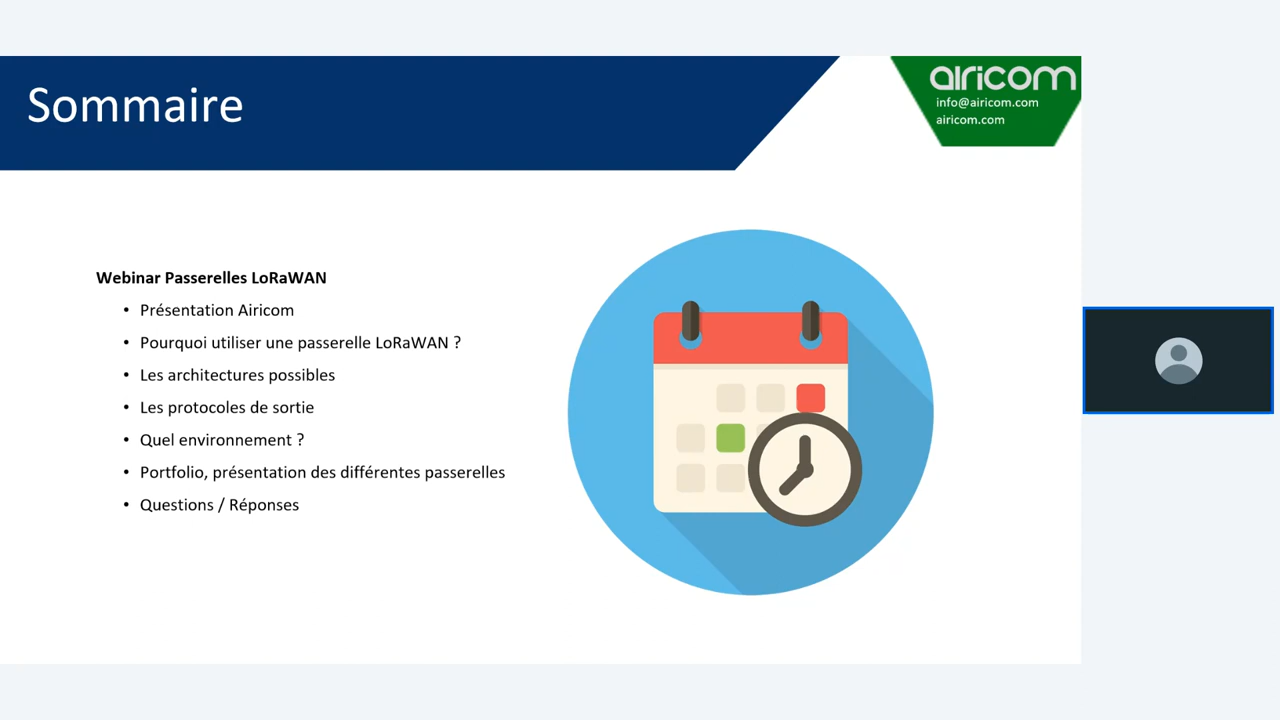 Sommaire
airicom
info@airicom.com
airicom.com
Webinar Passerelles LoRaWAN
• Présentation Airicom
• Pourquoi utiliser une passerelle LoRaWAN ?
• Les architectures possibles
• Les protocoles de sortie
• Quel environnement ?
• Portfolio, présentation des différentes passerelles
• Questions / Réponses